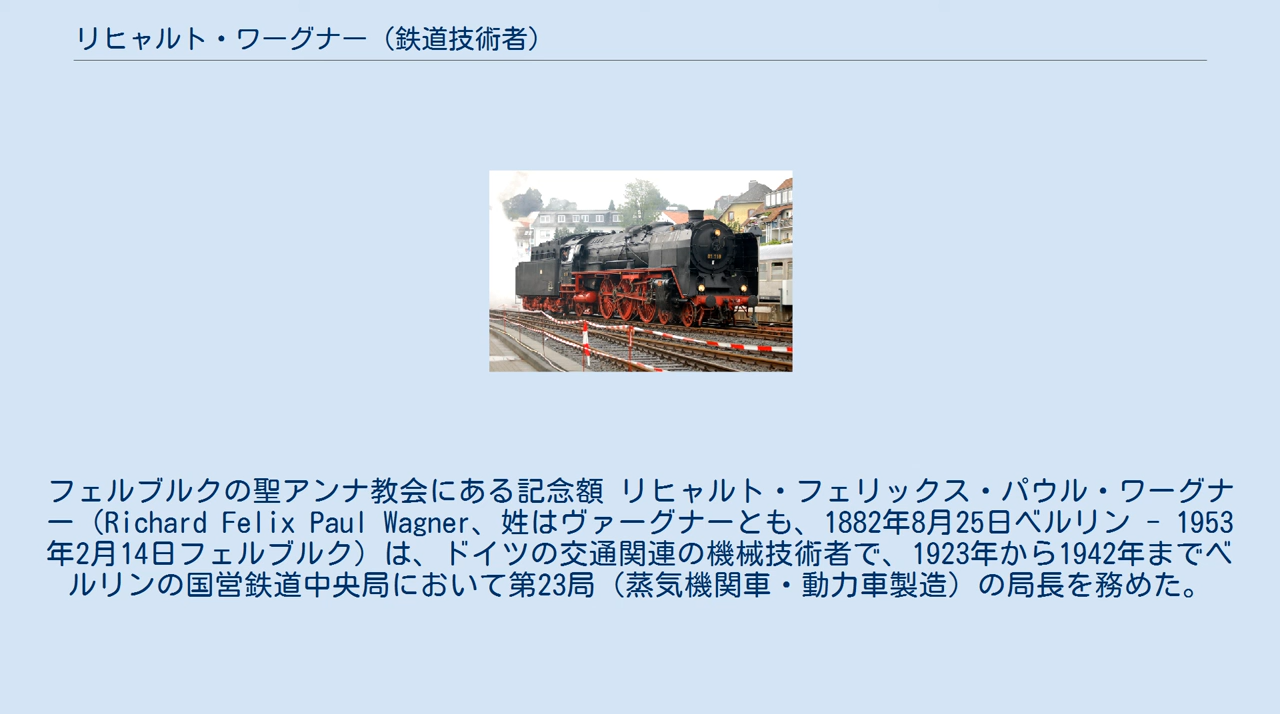 リヒャルト・ワーグナー（鉄道技術者）
フェルブルクの聖アンナ教会にある記念額 リヒャルト・フェリックス・パウル・ワーグナ
ー（Richard Felix Paul Wagner、姓はヴァーグナーとも、1882年8月25日ベルリン – 1953
年2月14日フェルブルク）は、ドイツの交通関連の機械技術者で、1923年から1942年までベ
ルリンの国営鉄道中央局において第23局（蒸気機関車・動力車製造）の局長を務めた。